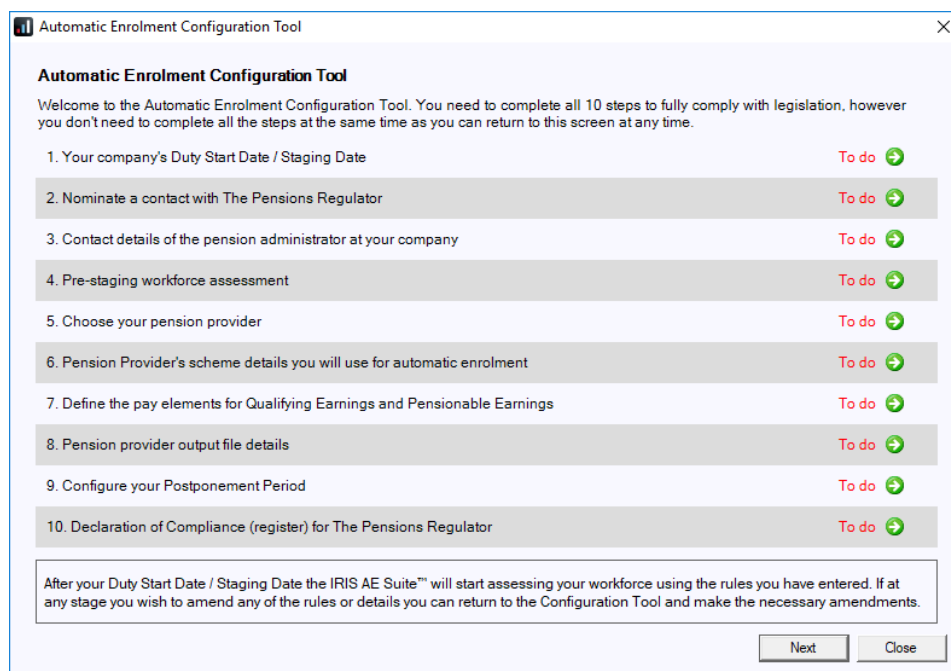 Automatic Enrolment Configuration Tool
Automatic Enrolment Configuration Tool
Welcome to the Automatic Enrolment Configuration Tool. You need to complete all 10 steps to fully comply with legislation, however
you don't need to complete all the steps at the same time as you can return to this screen at any time.
1. Your company's Duty Start Date / Staging Date To do
2. Nominate a contact with The Pensions Regulator To do
3. Contact details of the pension administrator at your company To do
4. Pre-staging workforce assessment To do
5. Choose your pension provider To do
6. Pension Provider's scheme details you will use for automatic enrolment To do
7. Define the pay elements for Qualifying Earnings and Pensionable Earnings To do
8. Pension provider output file details To do
9. Configure your Postponement Period To do
10. Declaration of Compliance (register) for The Pensions Regulator To do
After your Duty Start Date / Staging Date the IRIS AE Suite™ will start assessing your workforce using the rules you have entered. If at
any stage you wish to amend any of the rules or details you can return to the Configuration Tool and make the necessary amendments.
Next Close